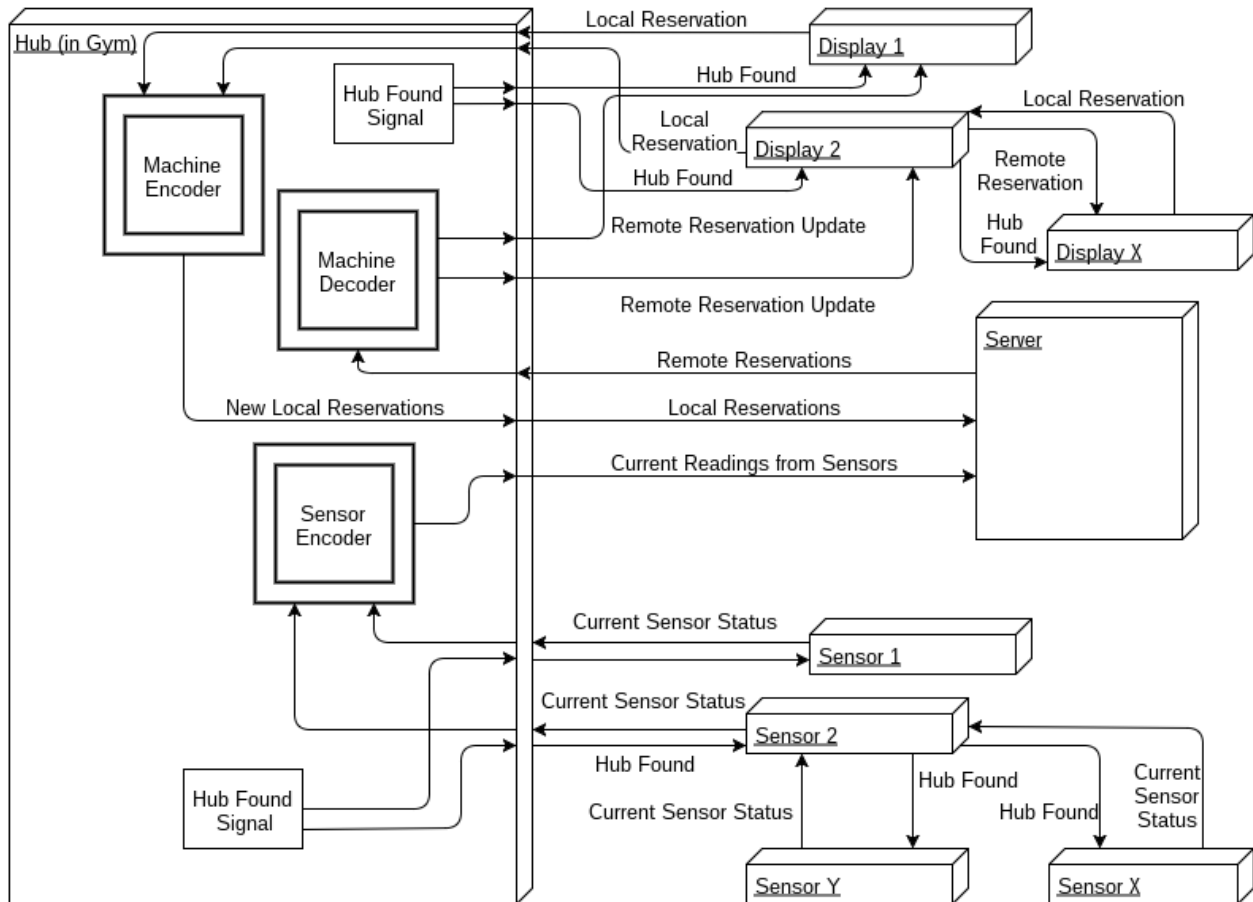 Local Reservation
Hub (in Gym)
Display 1
Hub Found
Signal
Hub Found
Local Reservation
Local
Reservation
Display 2
Machine
Encoder
Remote
Reservation
Hub Found
Hub
Found
Display X
Remote Reservation Update
Machine
Decoder
Remote Reservation Update
Server
Remote Reservations
New Local Reservations
Local Reservations
Current Readings from Sensors
Sensor
Encoder
Current Sensor Status
Sensor 1
Current Sensor Status
Sensor 2
Hub Found
Hub Found
Signal
Current Sensor Status
Hub Found
Hub Found
Current
Sensor
Status
Sensor Y
Sensor X